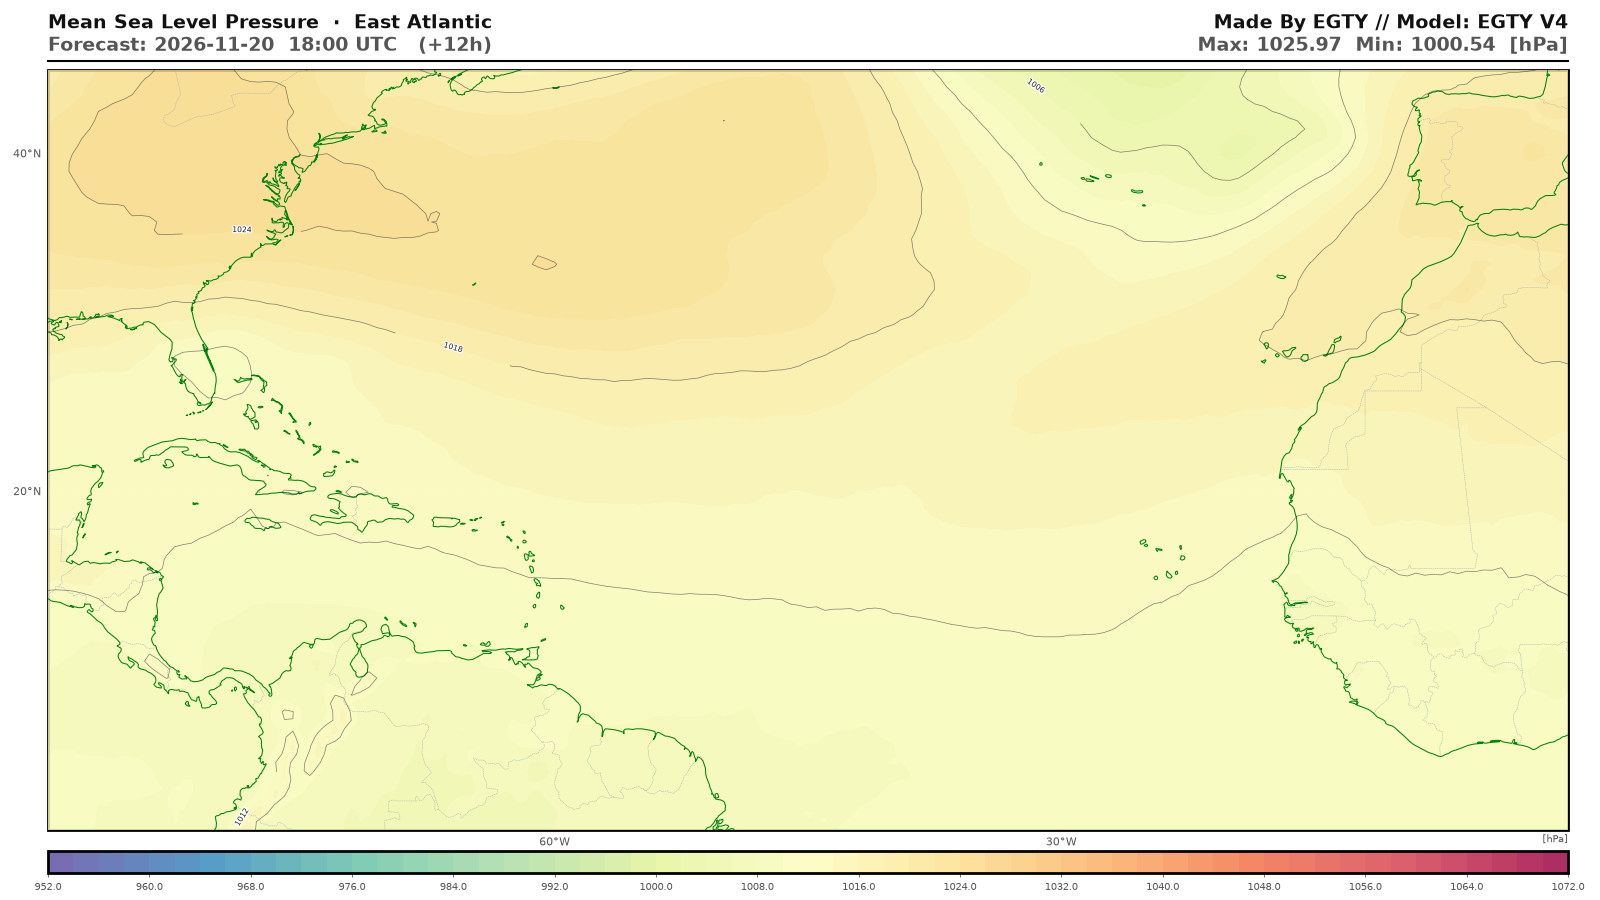 Mean Sea Level Pressure · East Atlantic
Made By EGTY // Model: EGTY V4
Forecast: 2026-11-20 18:00 UTC (+12h)
Max: 1025.97 Min: 1000.54 [hPa]
1006
40°N
1024
1018
20°N
1012
60°W
30°W
[hPa]
952.0 960.0 968.0 976.0 984.0 992.0 1000.0 1008.0 1016.0 1024.0 1032.0 1040.0 1048.0 1056.0 1064.0 1072.0